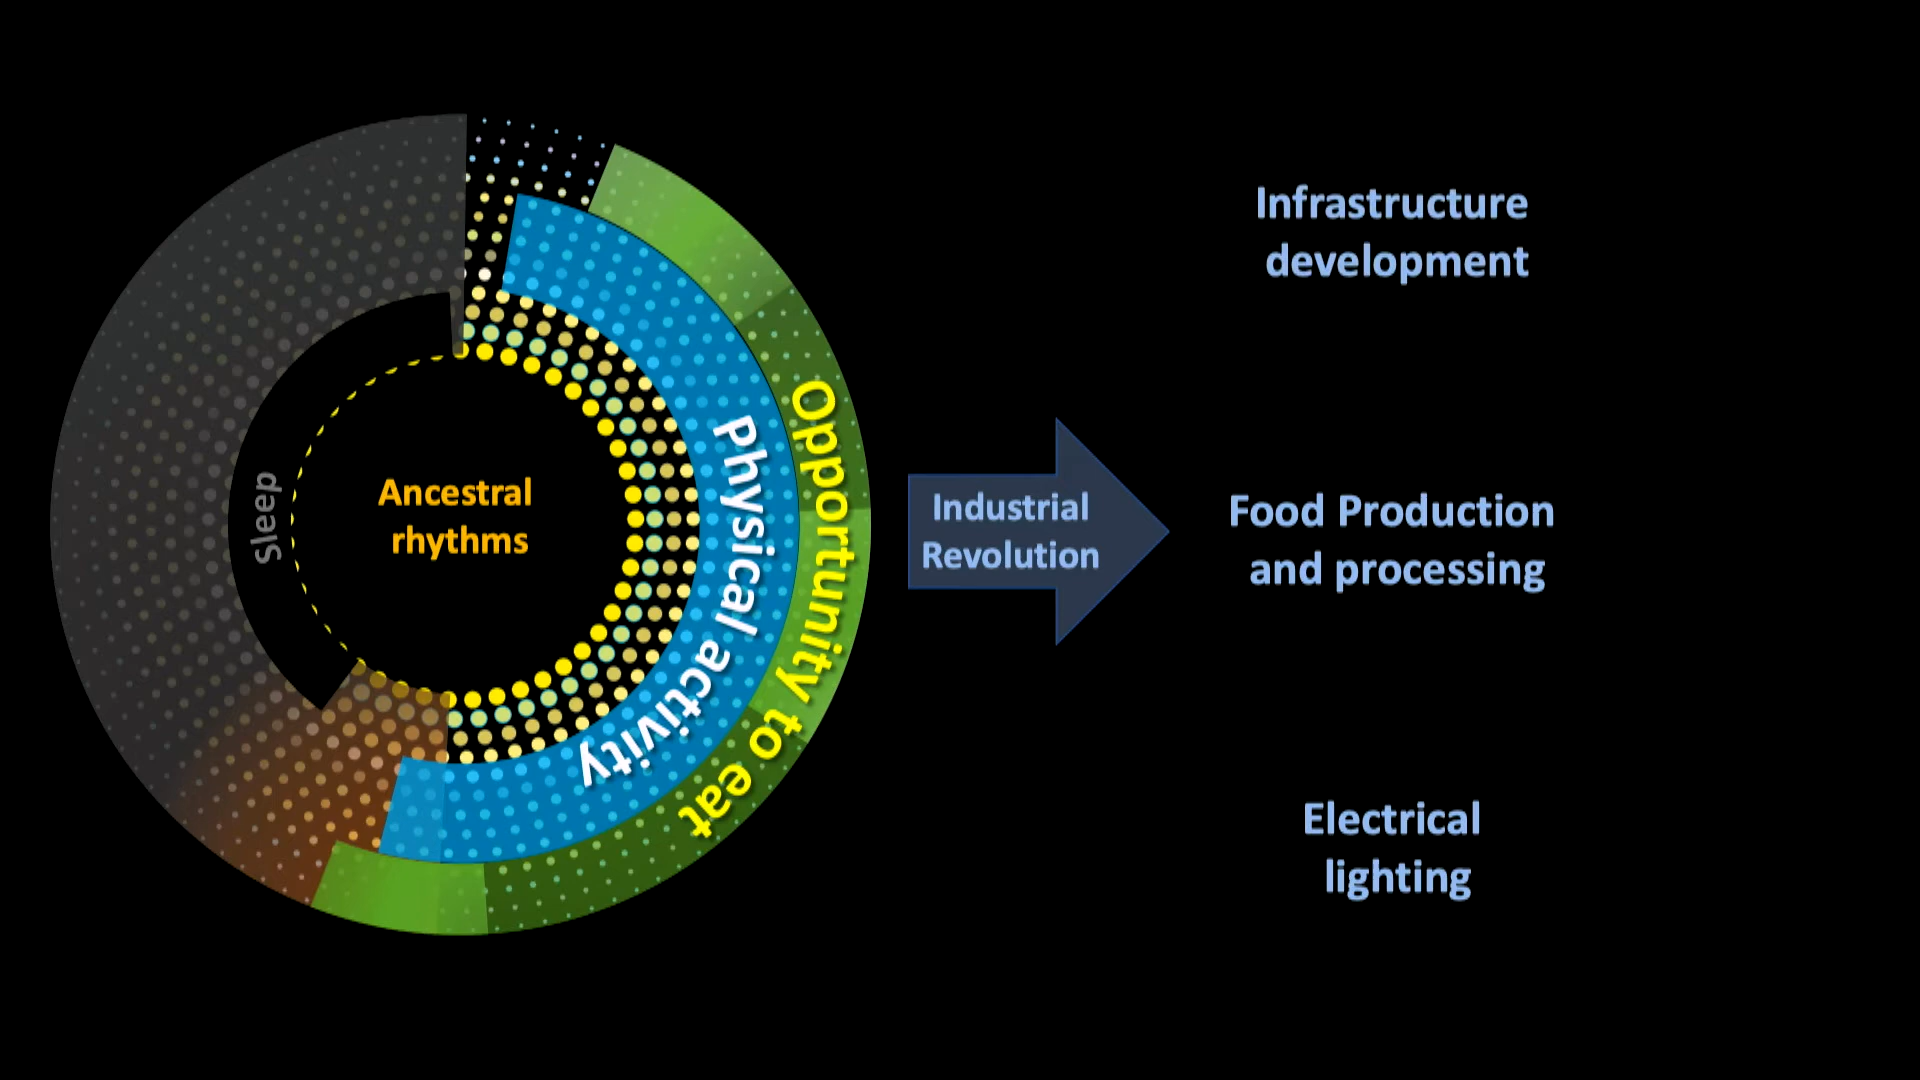 Sleep
Ancestral
rhythms
Physical activity
Opportunity to eat
Industrial
Revolution
Infrastructure
development
Food Production
and processing
Electrical
lighting